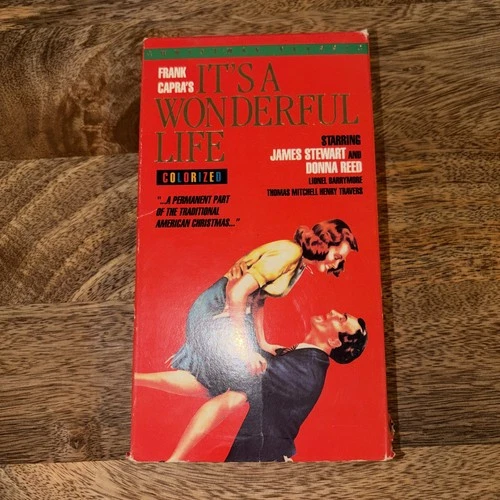 FRANK
CAPRA'S
IT'S A
WONDERFUL
LIFE
COLORIZED
"...A PERMANENT PART
OF THE TRADITIONAL
AMERICAN CHRISTMAS..."
STARRING
JAMES STEWART AND
DONNA REED
LIONEL BARRYMORE
THOMAS MITCHELL HENRY TRAVERS